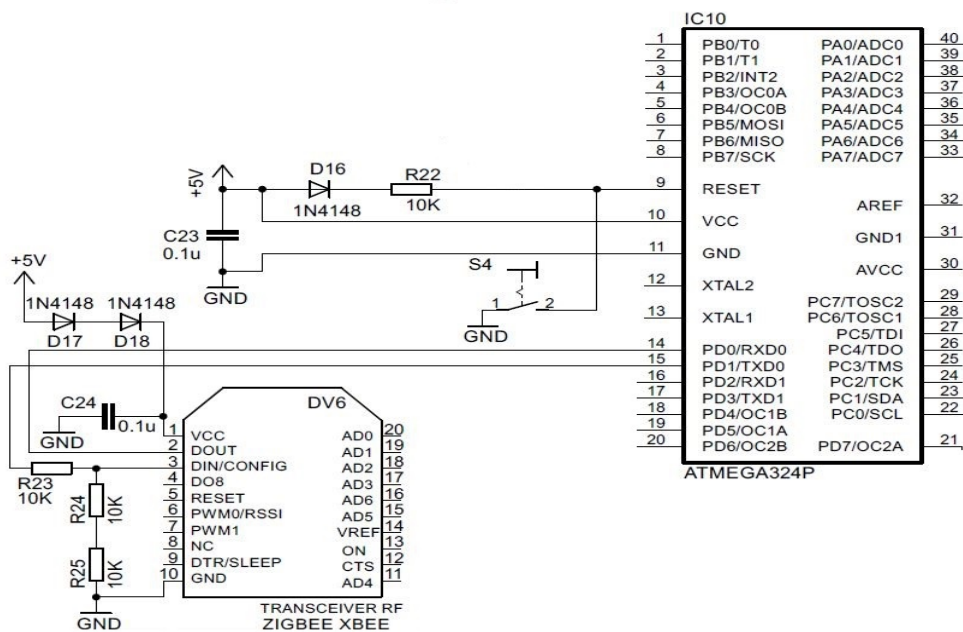 IC10
1 PB0/T0 PA0/ADC0 40
2 PB1/T1 PA1/ADC1 39
3 PB2/INT2 PA2/ADC2 38
4 PB3/OC0A PA3/ADC3 37
5 PB4/OC0B PA4/ADC4 36
6 PB5/MOSI PA5/ADC5 35
7 PB6/MISO PA6/ADC6 34
8 PB7/SCK PA7/ADC7 33
9 RESET
AREF 32
10 VCC
GND1 31
11 GND
AVCC 30
12 XTAL2
PC7/TOSC2 29
13 XTAL1 PC6/TOSC1 28
PC5/TDI 27
14 PD0/RXD0 PC4/TDO 26
15 PD1/TXD0 PC3/TMS 25
16 PD2/RXD1 PC2/TCK 24
17 PD3/TXD1 PC1/SDA 23
18 PD4/OC1B PC0/SCL 22
19 PD5/OC1A
20 PD6/OC2B PD7/OC2A 21
ATMEGA324P
+5V
D16
1N4148
R22
10K
C23
0.1u
GND
S4
1 2
GND
+5V
1N4148 1N4148
D17 D18
C24
0.1u
GND
DV6
1 VCC AD0 20
2 DOUT AD1 19
3 DIN/CONFIG AD2 18
4 DO8 AD3 17
5 RESET AD6 16
6 PWM0/RSSI AD5 15
7 PWM1 VREF 14
8 NC ON 13
9 DTR/SLEEP CTS 12
10 GND AD4 11
TRANSCEIVER RF
ZIGBEE XBEE
R23
10K
R24
10K
R25
10K
GND